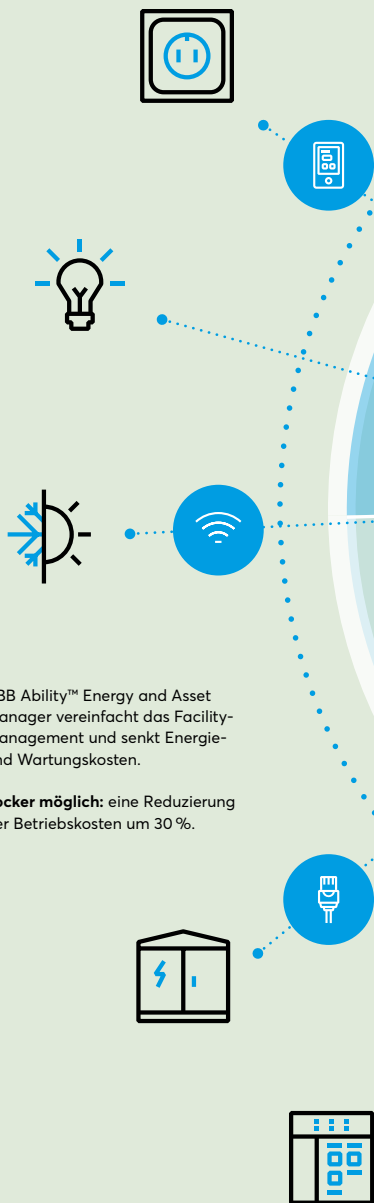 BB Ability™ Energy and Asset
anager vereinfacht das Facility-
anagement und senkt Energie-
nd Wartungskosten.
ocker möglich: eine Reduzierung
er Betriebskosten um 30 %.